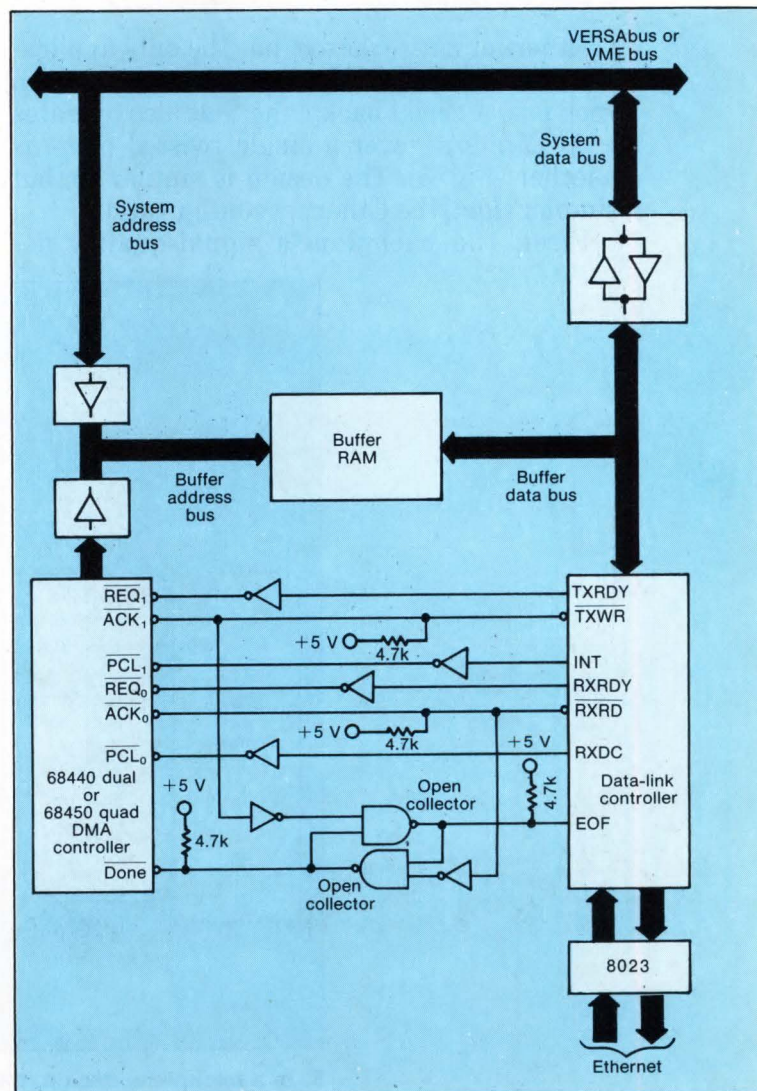 VERSAbus or
VME bus
System
data bus
System
address
bus
Buffer
RAM
Buffer
address
bus
Buffer
data bus
REQ₁
ACK₁
PCL₁
REQ₀
ACK₀
PCL₀
68440 dual
or
68450 quad
DMA
controller
Done
TXRDY
TXWR
INT
RXRDY
RXRD
RXDC
Data-link
controller
EOF
+5 V
4.7k
+5 V
4.7k
+5 V
4.7k
+5 V
4.7k
Open
collector
Open
collector
8023
Ethernet